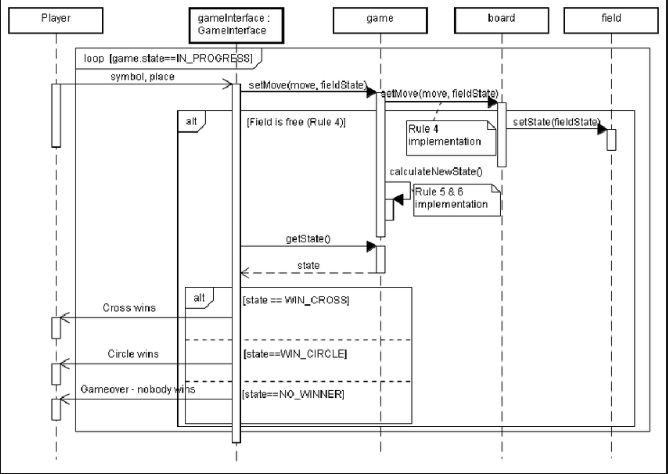 Player
gameInterface :
GameInterface
game
board
field
loop [game.state==IN_PROGRESS]
symbol, place
setMove(move, fieldState)
setMove(move, fieldState)
alt
[Field is free (Rule 4)]
Rule 4
implementation
setState(fieldState)
calculateNewState()
Rule 5 & 6
implementation
getState()
state
alt
[state == WIN_CROSS]
Cross wins
Circle wins
[state==WIN_CIRCLE]
Gameover - nobody wins
[state==NO_WINNER]